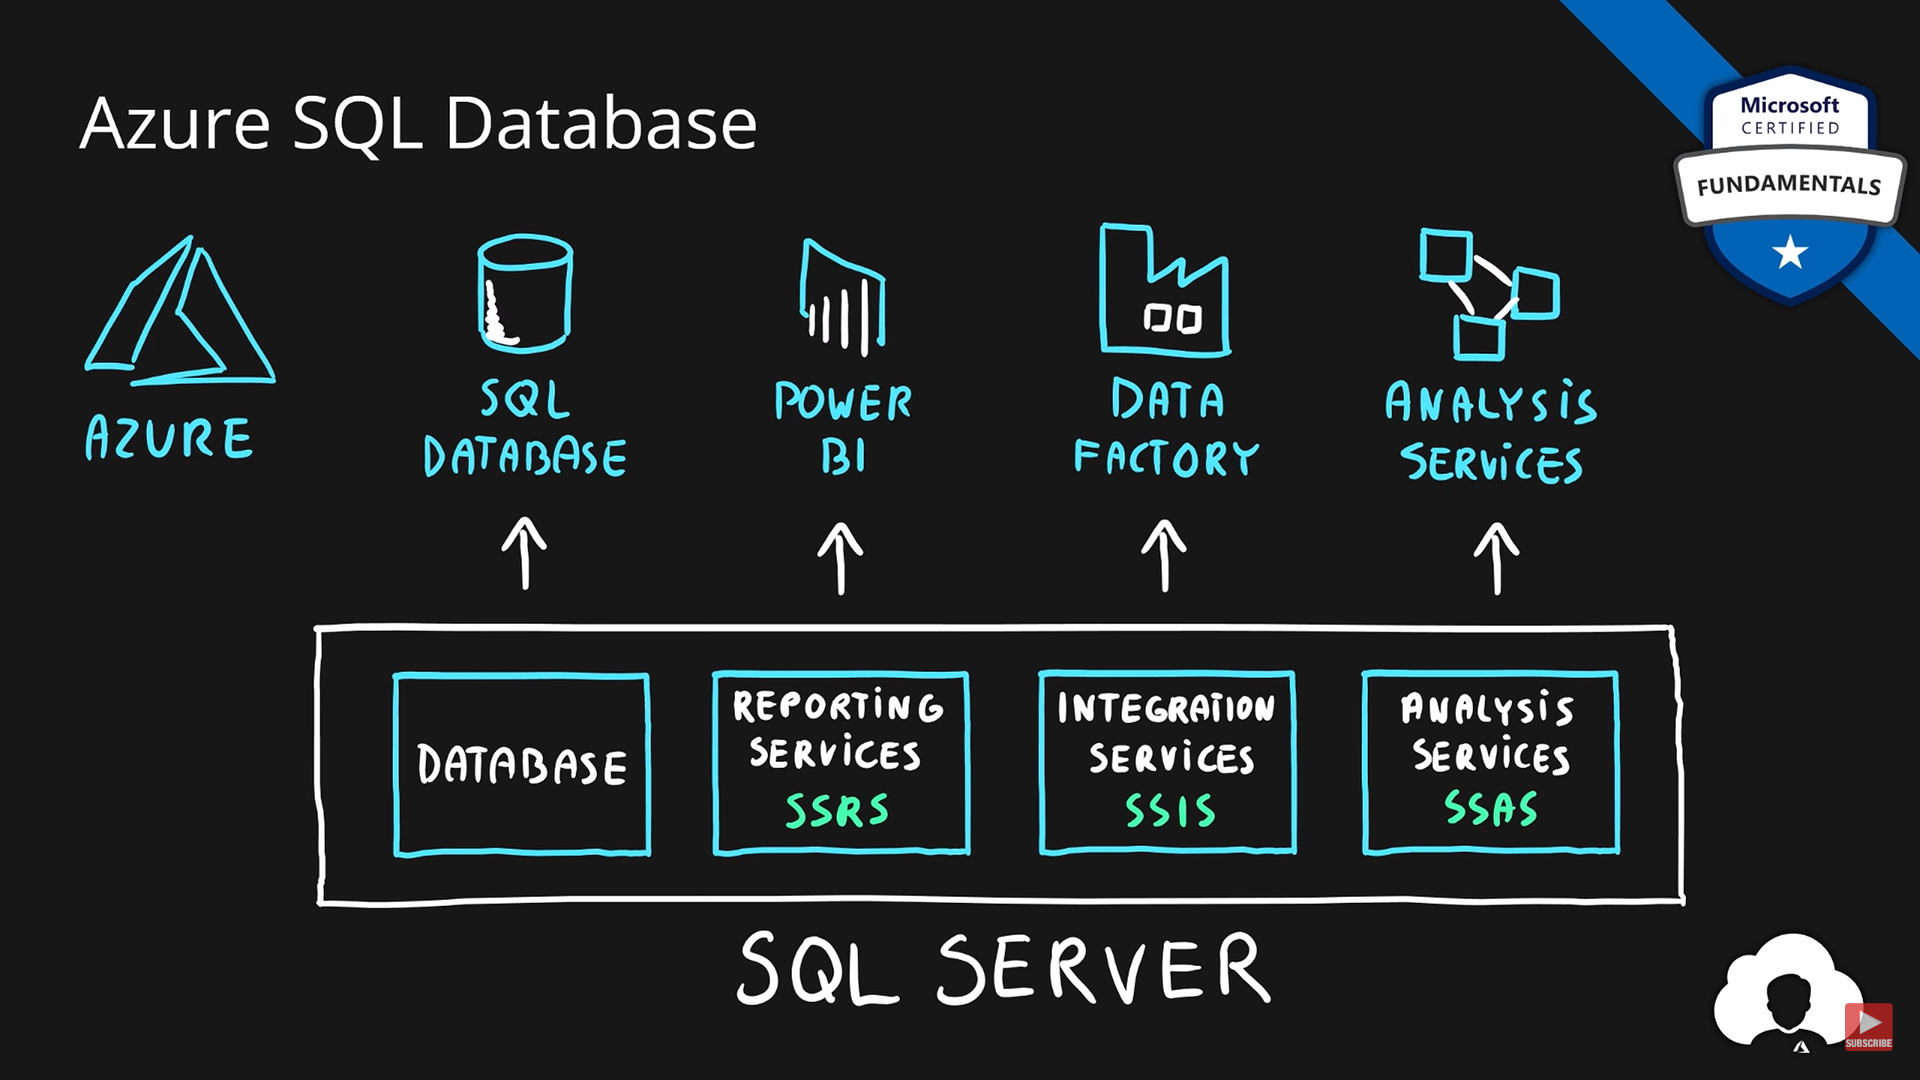 Azure SQL Database
Microsoft
CERTIFIED
FUNDAMENTALS
AZURE
SQL
DATABASE
POWER
BI
DATA
FACTORY
ANALYSiS
SERViCES
DATABASE
REPORTiNG
SERViCES
SSRS
INTEGRATiON
SERViCES
SSIS
ANALYSiS
SERViCES
SSAS
SQL SERVER
SUBSCRIBE